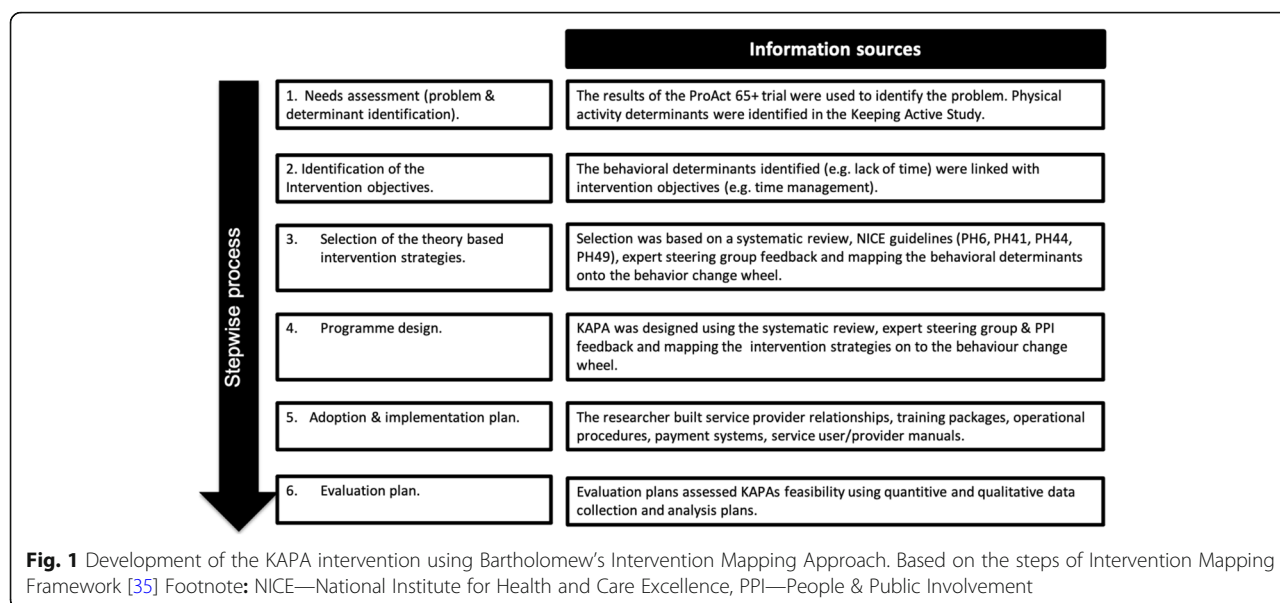 Information sources
Stepwise process
1. Needs assessment (problem &
determinant identification).
The results of the ProAct 65+ trial were used to identify the problem. Physical
activity determinants were identified in the Keeping Active Study.
2. Identification of the
Intervention objectives.
The behavioral determinants identified (e.g. lack of time) were linked with
intervention objectives (e.g. time management).
3. Selection of the theory based
intervention strategies.
Selection was based on a systematic review, NICE guidelines (PH6, PH41, PH44,
PH49), expert steering group feedback and mapping the behavioral determinants
onto the behavior change wheel.
4. Programme design.
KAPA was designed using the systematic review, expert steering group & PPI
feedback and mapping the intervention strategies on to the behaviour change
wheel.
5. Adoption & implementation plan.
The researcher built service provider relationships, training packages, operational
procedures, payment systems, service user/provider manuals.
6. Evaluation plan.
Evaluation plans assessed KAPAs feasibility using quantitive and qualitative data
collection and analysis plans.
Fig. 1 Development of the KAPA intervention using Bartholomew's Intervention Mapping Approach. Based on the steps of Intervention Mapping
Framework [35] Footnote: NICE—National Institute for Health and Care Excellence, PPI—People & Public Involvement